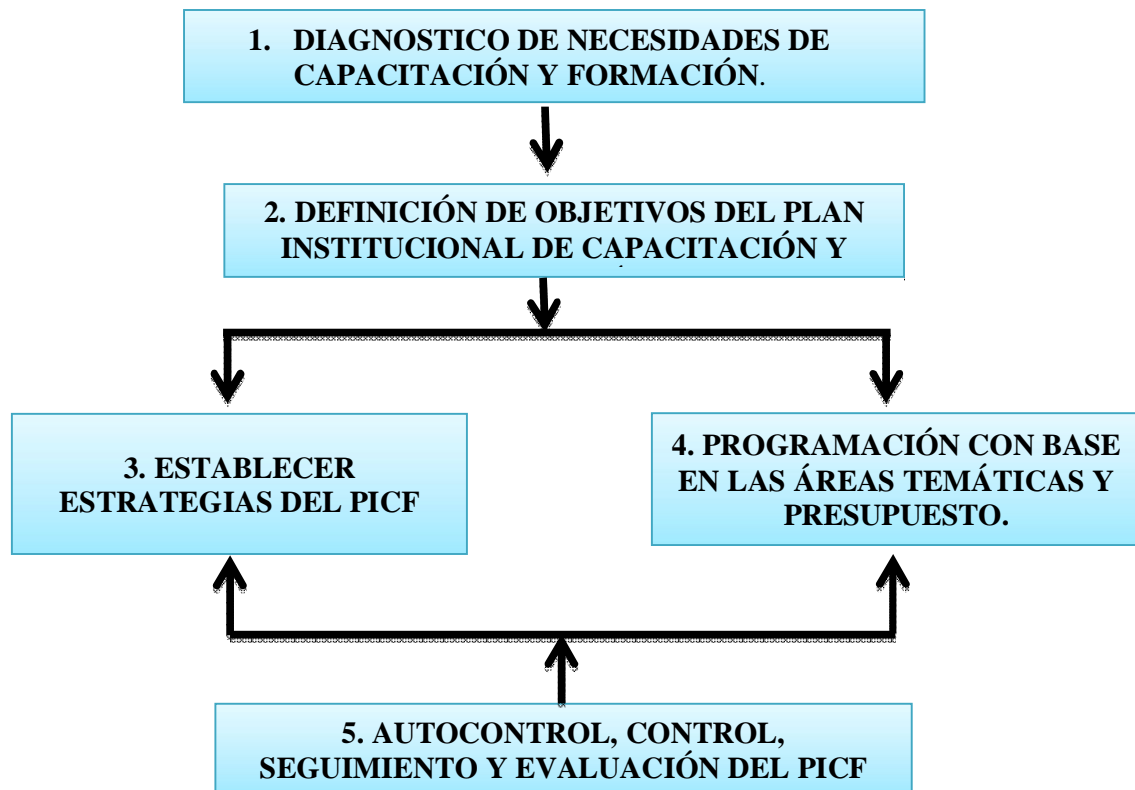 1. DIAGNOSTICO DE NECESIDADES DE
CAPACITACIÓN Y FORMACIÓN.
2. DEFINICIÓN DE OBJETIVOS DEL PLAN
INSTITUCIONAL DE CAPACITACIÓN Y
3. ESTABLECER
ESTRATEGIAS DEL PICF
4. PROGRAMACIÓN CON BASE
EN LAS ÁREAS TEMÁTICAS Y
PRESUPUESTO.
5. AUTOCONTROL, CONTROL,
SEGUIMIENTO Y EVALUACIÓN DEL PICF